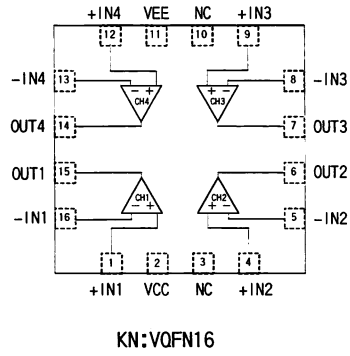 +IN4 VEE NC +IN3
12 11 10 9
-IN4 13 8 -IN3
- + + -
CH4 CH3
OUT4 14 7 OUT3
OUT1 15 6 OUT2
CH1 CH2
- + + -
-IN1 16 5 -IN2
1 2 3 4
+IN1 VCC NC +IN2
KN:VQFN16